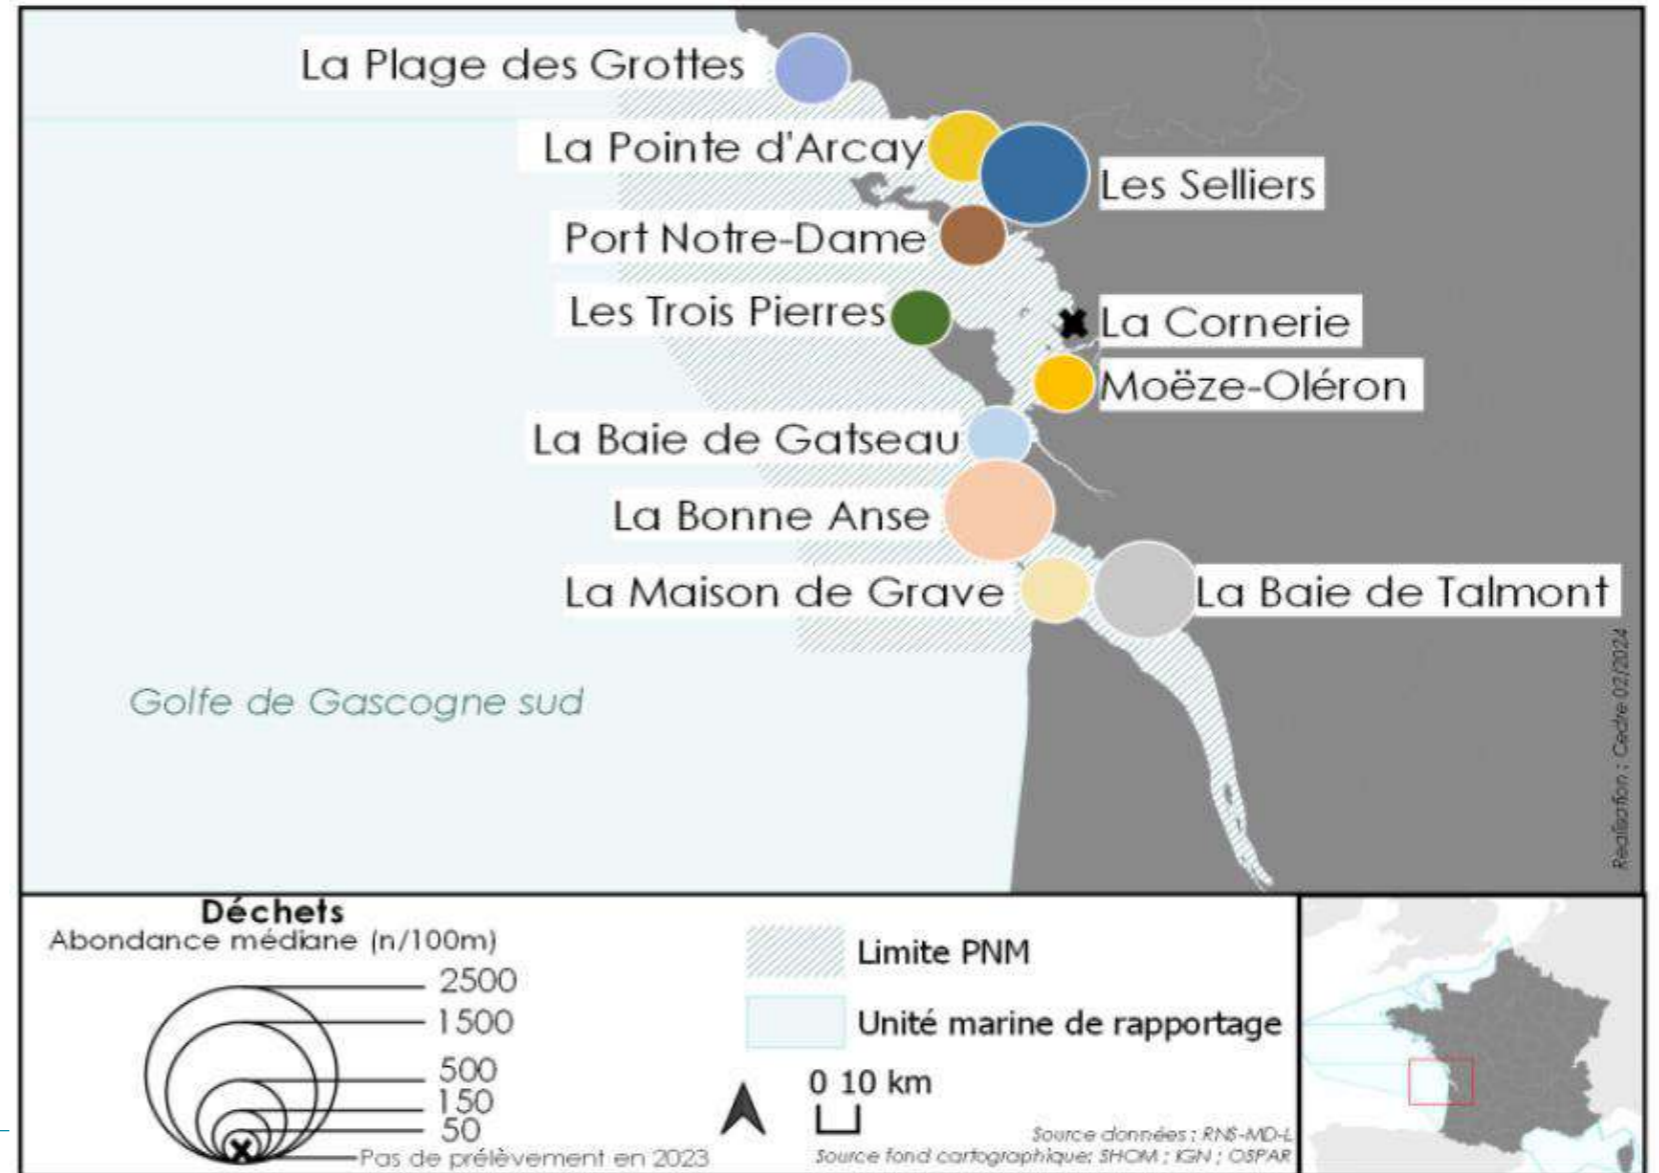 La Plage des Grottes
La Pointe d'Arcay
Les Selliers
Port Notre-Dame
Les Trois Pierres
La Cornerie
Moëze-Oléron
La Baie de Gatseau
La Bonne Anse
La Maison de Grave
La Baie de Talmont
Golfe de Gascogne sud
Réalisation : Cedre 02/2024
Déchets
Abondance médiane (n/100m)
2500
1500
500
150
50
Pas de prélèvement en 2023
Limite PNM
Unité marine de rapportage
0 10 km
Source données : RNS-MD-L
Source fond cartographique: SHOM ; IGN ; OSPAR